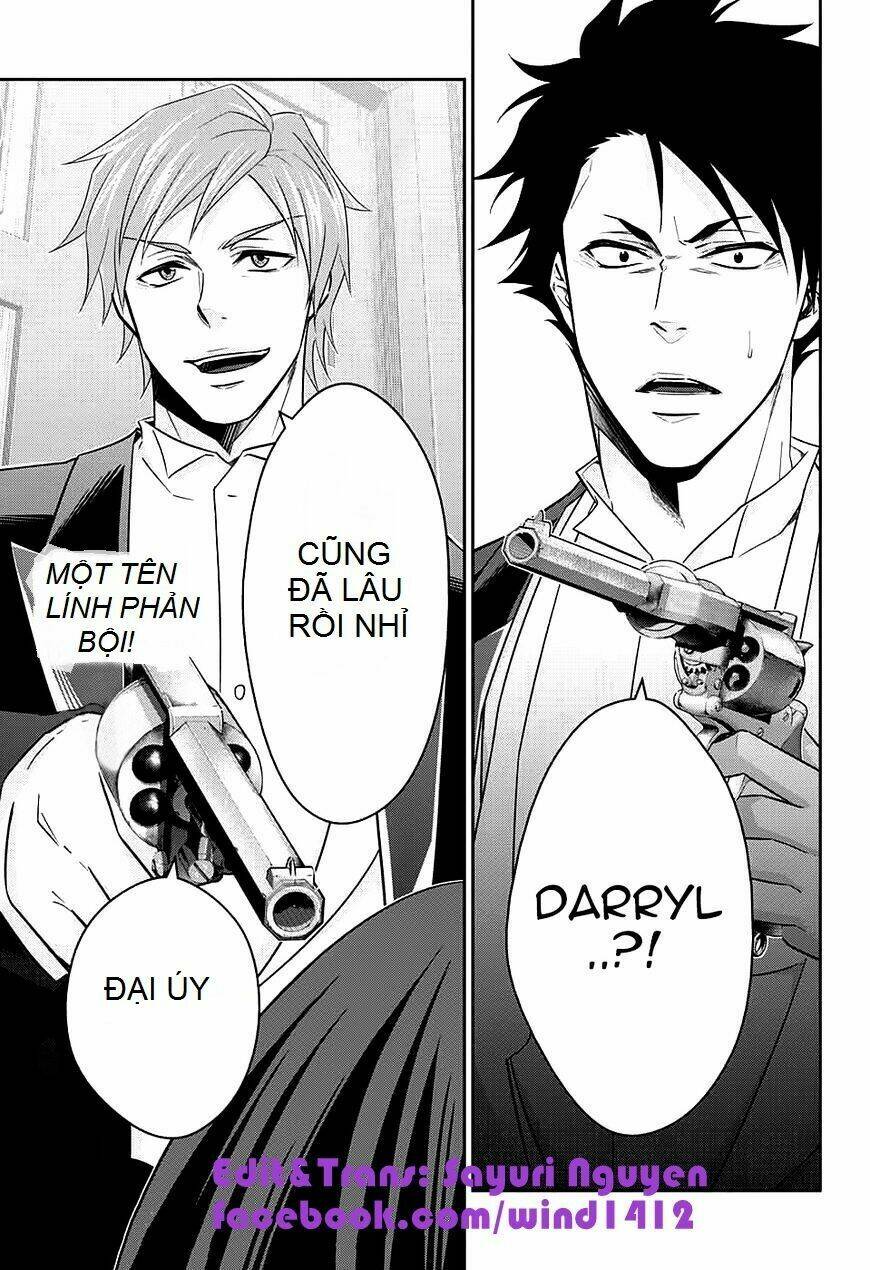 DARRYL
..?!
CŨNG
ĐÃ LÂU
RỒI NHỈ
MỘT TÊN
LÍNH PHẢN
BỘI!
ĐẠI ÚY
Edit&Trans: Sayuri Nguyen
facebook.com/wind1412